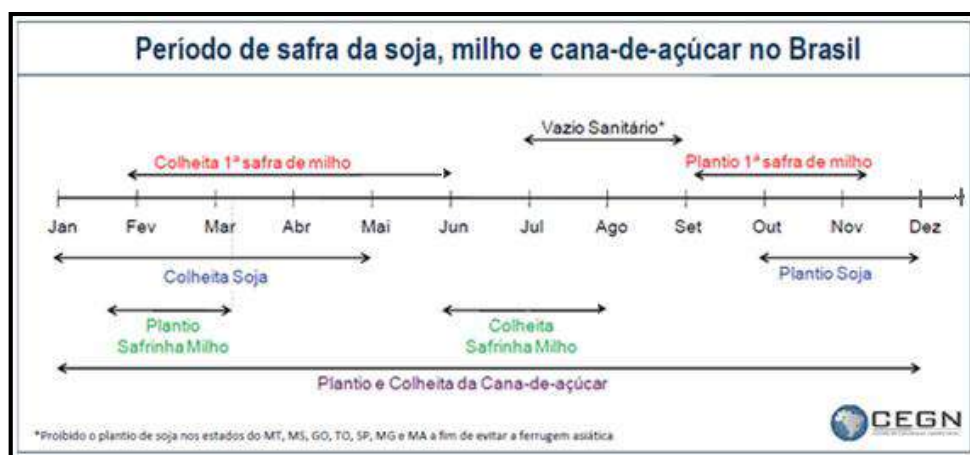 Período de safra da soja, milho e cana-de-açúcar no Brasil
Vazio Sanitário*
Colheita 1ª safra de milho
Plantio 1ª safra de milho
Jan Fev Mar Abr Mai Jun Jul Ago Set Out Nov Dez
Colheita Soja
Plantio Soja
Plantio
Safrinha Milho
Colheita
Safrinha Milho
Plantio e Colheita da Cana-de-açúcar
*Proibido o plantio de soja nos estados do MT, MS, GO, TO, SP, MG e MA a fim de evitar a ferrugem asiática
CEGN